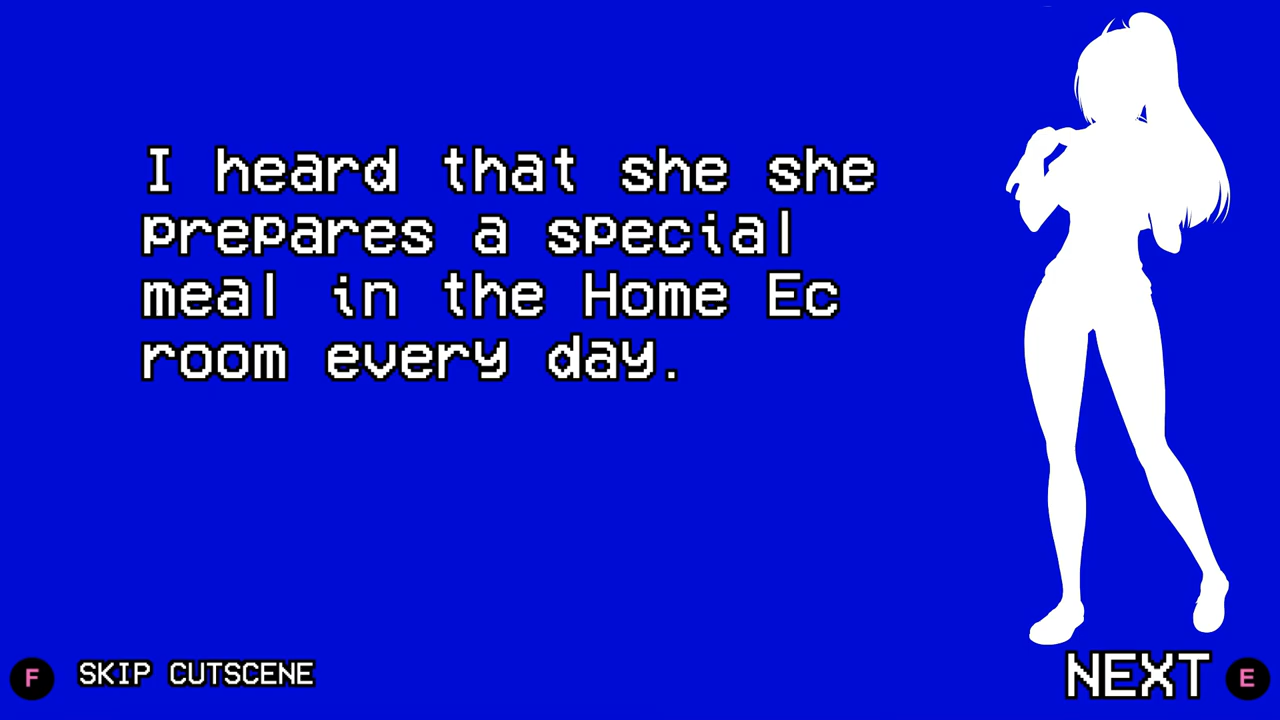 I heard that she she
prepares a special
meal in the Home Ec
room every day.
F SKIP CUTSCENE
NEXT E